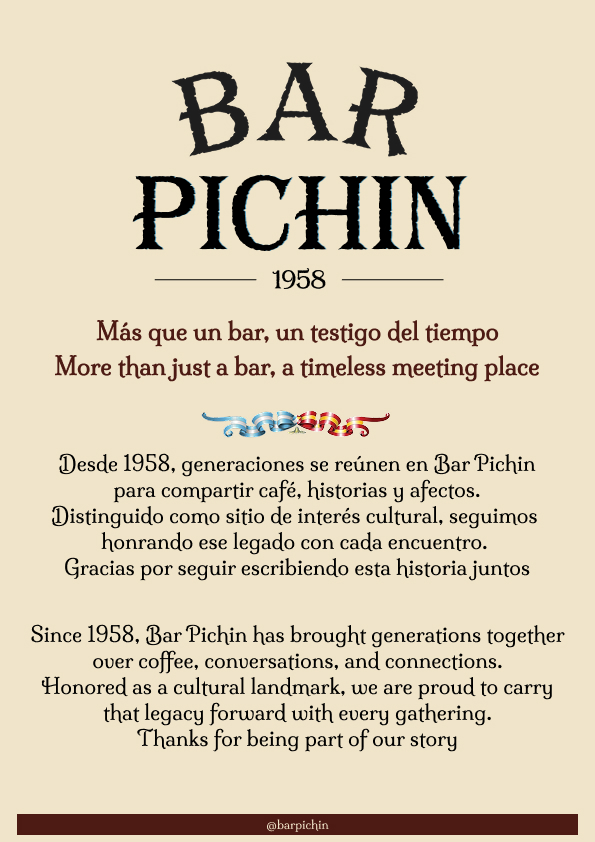 BAR
PICHIN
1958
Más que un bar, un testigo del tiempo
More than just a bar, a timeless meeting place
Desde 1958, generaciones se reúnen en Bar Pichin
para compartir café, historias y afectos.
Distinguido como sitio de interés cultural, seguimos
honrando ese legado con cada encuentro.
Gracias por seguir escribiendo esta historia juntos
Since 1958, Bar Pichin has brought generations together
over coffee, conversations, and connections.
Honored as a cultural landmark, we are proud to carry
that legacy forward with every gathering.
Thanks for being part of our story
@barpichin